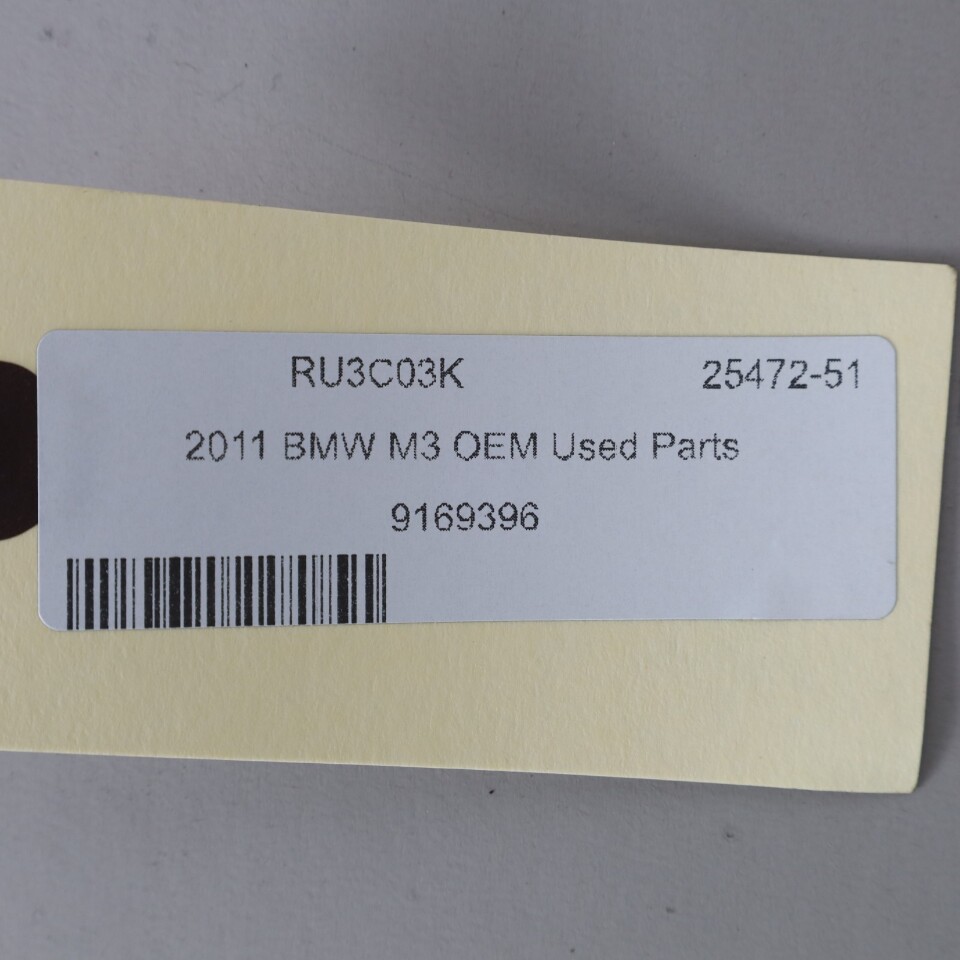 RU3C03K 25472-51
2011 BMW M3 OEM Used Parts
9169396